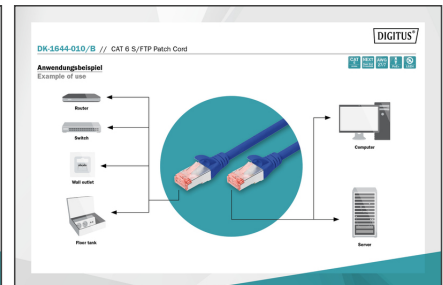 DIGITUS®
DK-1644-010/B // CAT 6 S/FTP Patch Cord
Anwendungsbeispiel
Example of use
Router
Switch
Wall outlet
Floor tank
Computer
Server